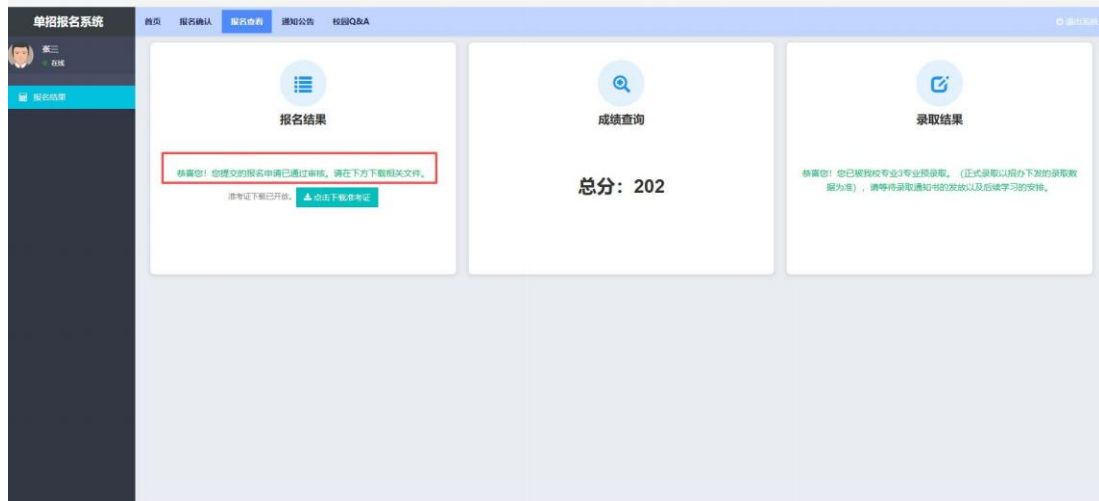 单招报名系统
首页 报名确认 报名查看 通知公告 校园Q&A
退出系统
张三
在线
报名结果
报名结果
恭喜您！您提交的报名申请已通过审核。请在下方下载相关文件。
准考证下载已开放。 点击下载准考证
成绩查询
总分：202
录取结果
恭喜您！您已被我校专业3专业预录取。（正式录取以招办下发的录取数
据为准），请等待录取通知书的发放以及后续学习的安排。